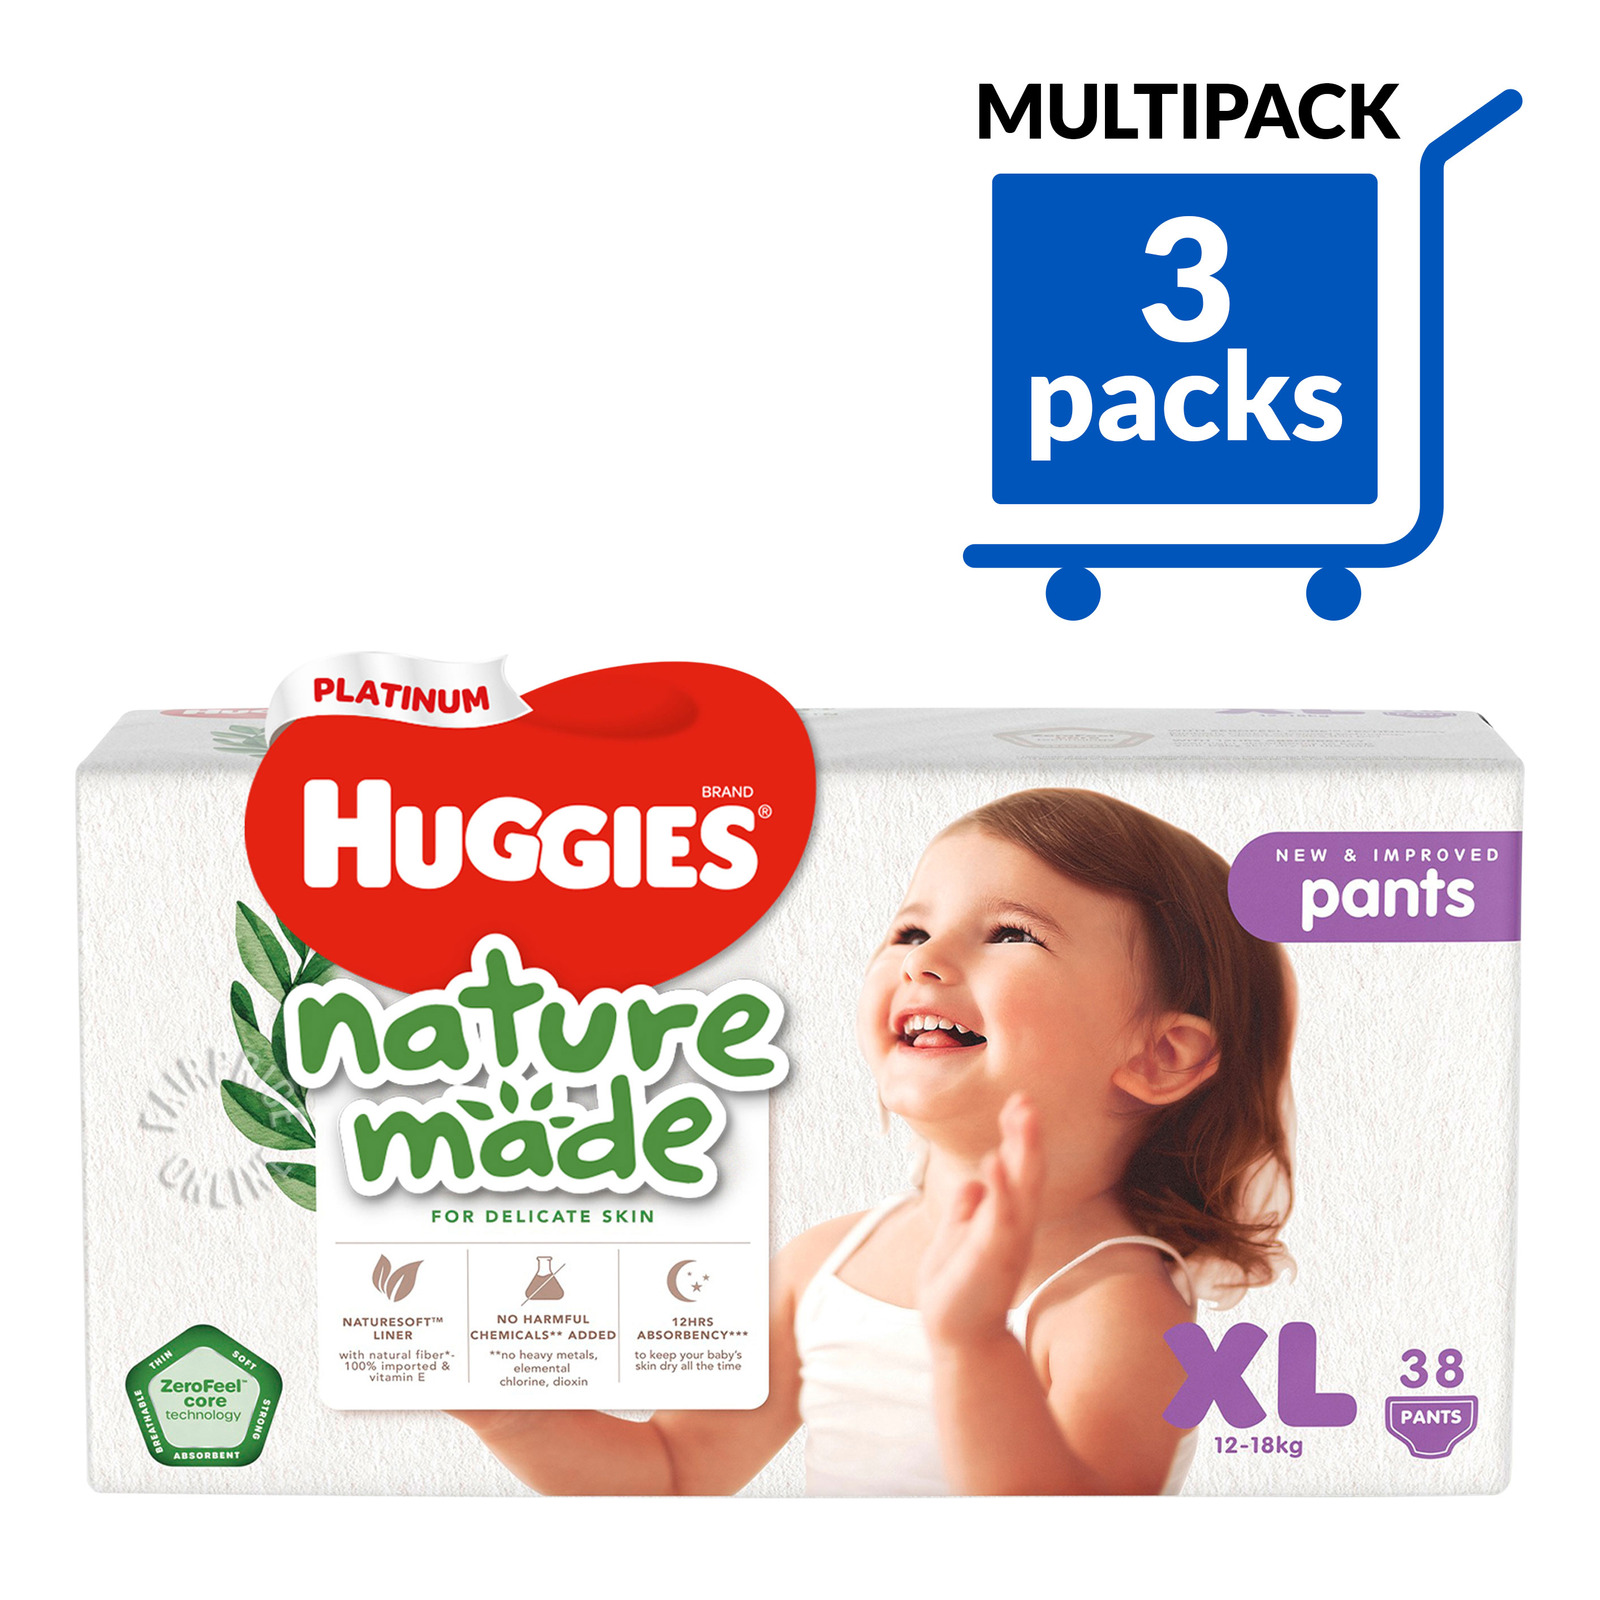 MULTIPACK
3
packs
PLATINUM
BRAND
HUGGIES®
nature
made
FOR DELICATE SKIN
NATURESOFT™
LINER
with natural fiber*-
100% imported &
vitamin E
NO HARMFUL
CHEMICALS** ADDED
**no heavy metals,
elemental
chlorine, dioxin
12HRS
ABSORBENCY***
to keep your baby's
skin dry all the time
NEW & IMPROVED
pants
XL
12-18kg
38
PANTS
THIN
SOFT
BREATHABLE
STRONG
ABSORBENT
ZeroFeel™
core
technology
FAIRPRICE
ONLINE